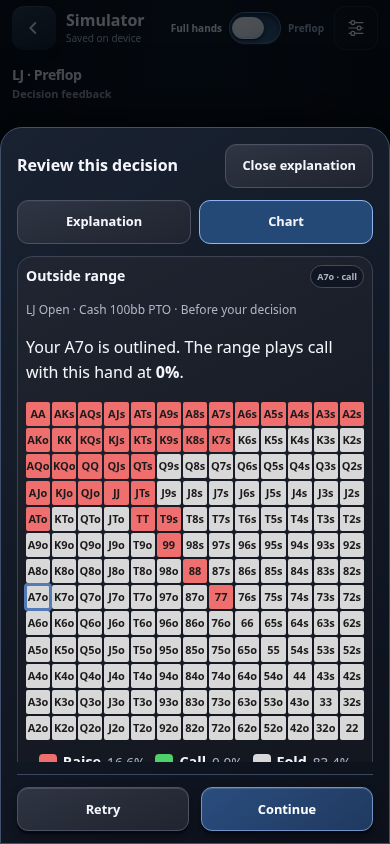 Simulator
Saved on device
Full hands
Preflop
LJ · Preflop
Decision feedback
Review this decision
Close explanation
Explanation
Chart
Outside range
A7o · call
LJ Open · Cash 100bb PTO · Before your decision
Your A7o is outlined. The range plays call
with this hand at 0%.
AA AKs AQs AJs ATs A9s A8s A7s A6s A5s A4s A3s A2s
AKo KK KQs KJs KTs K9s K8s K7s K6s K5s K4s K3s K2s
AQo KQo QQ QJs QTs Q9s Q8s Q7s Q6s Q5s Q4s Q3s Q2s
AJo KJo QJo JJ JTs J9s J8s J7s J6s J5s J4s J3s J2s
ATo KTo QTo JTo TT T9s T8s T7s T6s T5s T4s T3s T2s
A9o K9o Q9o J9o T9o 99 98s 97s 96s 95s 94s 93s 92s
A8o K8o Q8o J8o T8o 98o 88 87s 86s 85s 84s 83s 82s
A7o K7o Q7o J7o T7o 97o 87o 77 76s 75s 74s 73s 72s
A6o K6o Q6o J6o T6o 96o 86o 76o 66 65s 64s 63s 62s
A5o K5o Q5o J5o T5o 95o 85o 75o 65o 55 54s 53s 52s
A4o K4o Q4o J4o T4o 94o 84o 74o 64o 54o 44 43s 42s
A3o K3o Q3o J3o T3o 93o 83o 73o 63o 53o 43o 33 32s
A2o K2o Q2o J2o T2o 92o 82o 72o 62o 52o 42o 32o 22
Raise 16.6% Call 0.0% Fold 83.4%
Retry
Continue